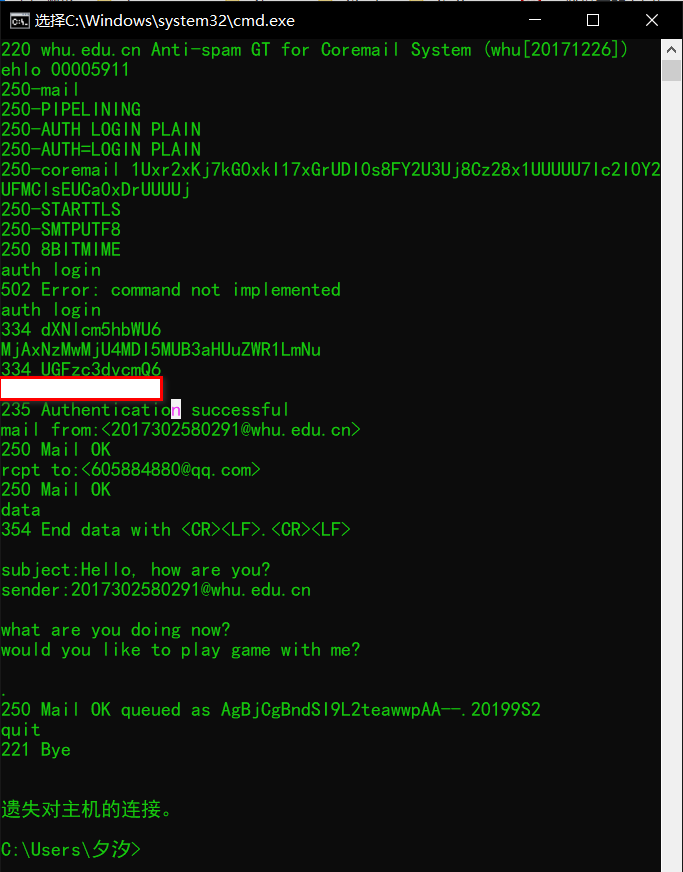 选择C:\Windows\system32\cmd.exe
220 whu.edu.cn Anti-spam GT for Coremail System (whu[20171226])
ehlo 00005911
250-mail
250-PIPELINING
250-AUTH LOGIN PLAIN
250-AUTH=LOGIN PLAIN
250-coremail 1Uxr2xKj7kG0xkI17xGrUDI0s8FY2U3Uj8Cz28x1UUUUU7Ic2I0Y2
UFMCIsEUCa0xDrUUUUj
250-STARTTLS
250-SMTPUTF8
250 8BITMIME
auth login
502 Error: command not implemented
auth login
334 dXNlcm5hbWU6
MjAxNzMwMjU4MDI5MUB3aHUuZWR1LmNu
334 UGFzc3dvcmQ6
235 Authentication successful
mail from:<2017302580291@whu.edu.cn>
250 Mail OK
rcpt to:<605884880@qq.com>
250 Mail OK
data
354 End data with <CR><LF>.<CR><LF>
subject:Hello, how are you?
sender:2017302580291@whu.edu.cn
what are you doing now?
would you like to play game with me?
.
250 Mail OK queued as AgBjCgBndSI9L2teawwpAA--.20199S2
quit
221 Bye
遗失对主机的连接。
C:\Users\夕汐>